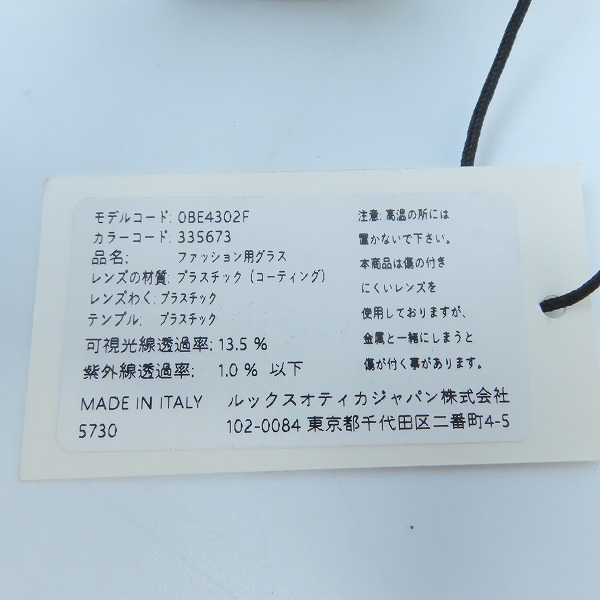 モデルコード: 0BE4302F
カラーコード: 335673
品名: ファッション用グラス
レンズの材質: プラスチック (コーティング)
レンズわく: プラスチック
テンプル: プラスチック
可視光線透過率: 13.5 %
紫外線透過率: 1.0 % 以下
注意: 高温の所には
置かないで下さい。
本商品は傷の付き
にくいレンズを
使用しておりますが、
金属と一緒にしまうと
傷が付く事があります。
MADE IN ITALY ルックスオティカジャパン株式会社
5730 102-0084 東京都千代田区二番町4-5